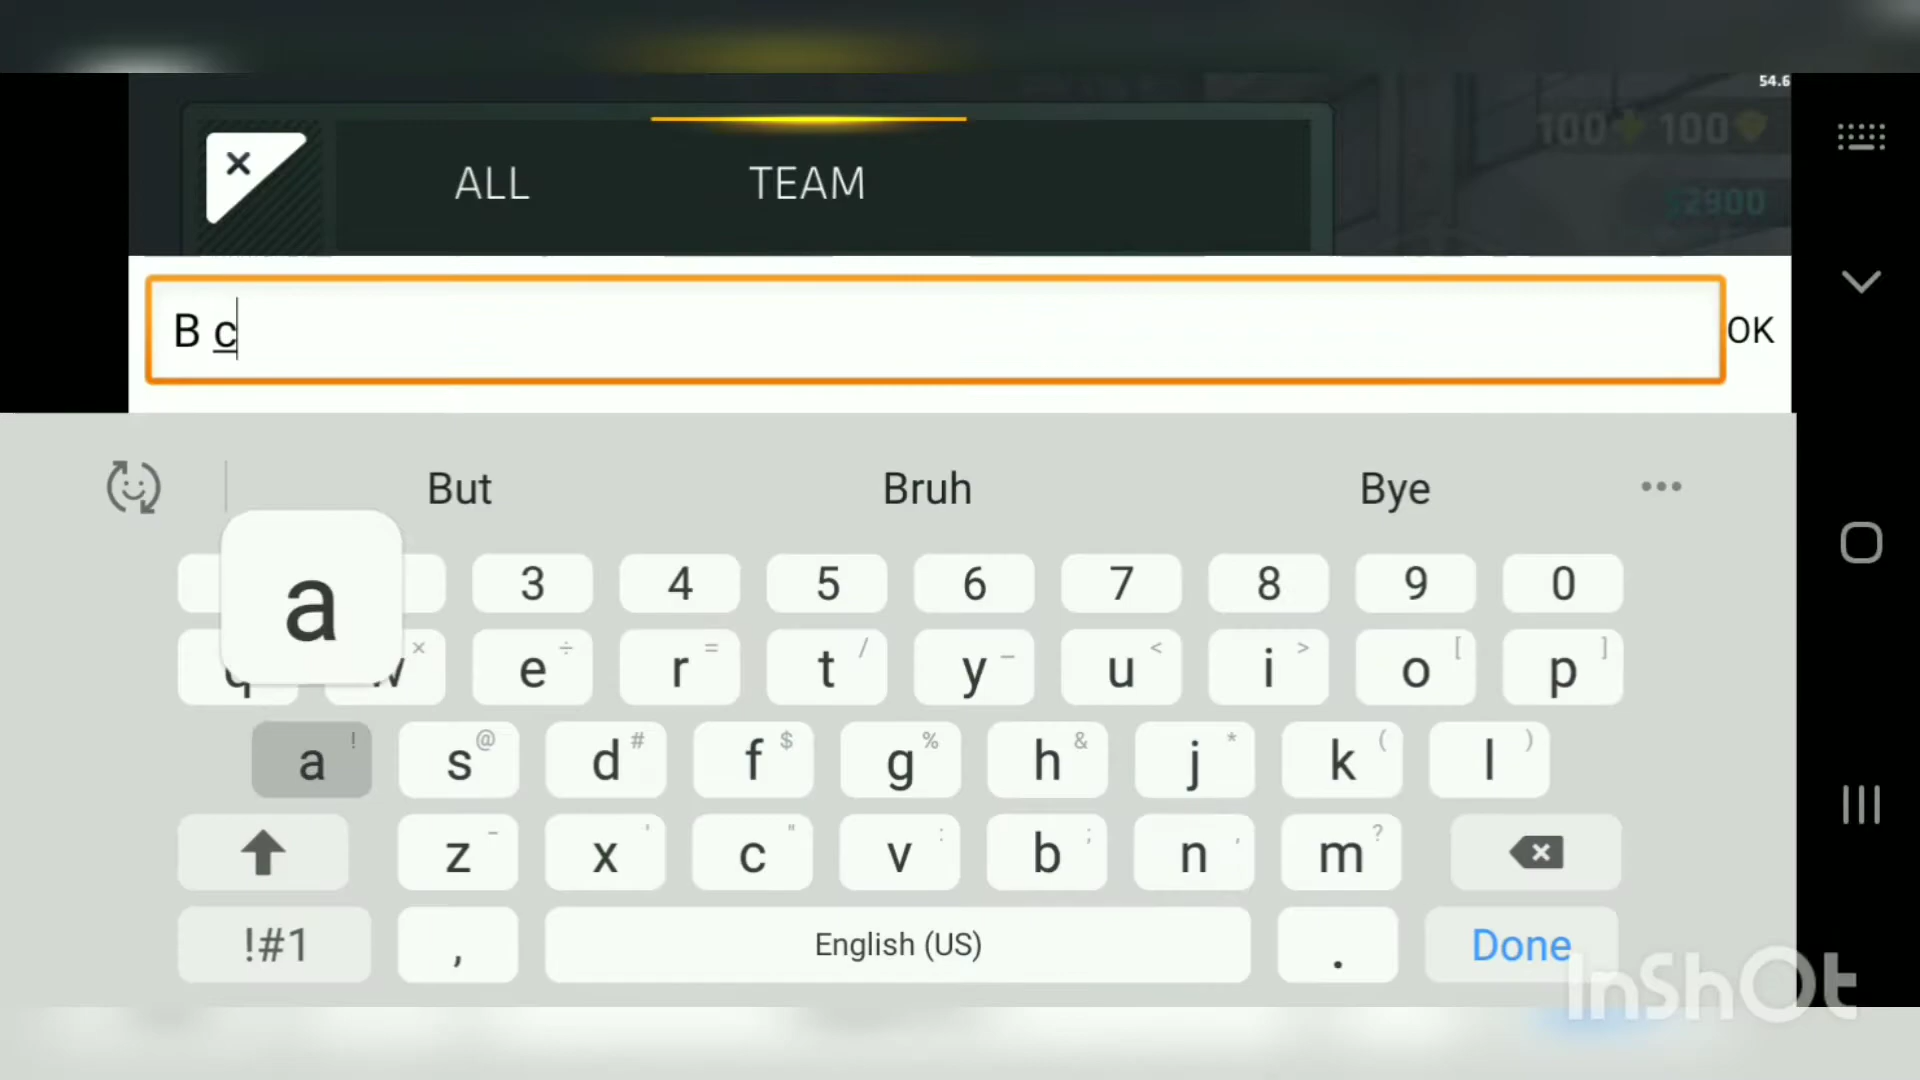 54.6
100 100
ALL TEAM
$2900
B c
OK
But Bruh Bye
a
3 4 5 6 7 8 9 0
q w × e ÷ r = t / y _ u < i > o [ p ]
a ! s @ d # f $ g % h & j * k ( l )
z - x ' c " v : b ; n , m ?
!#1 , English (US) . Done
InShOt